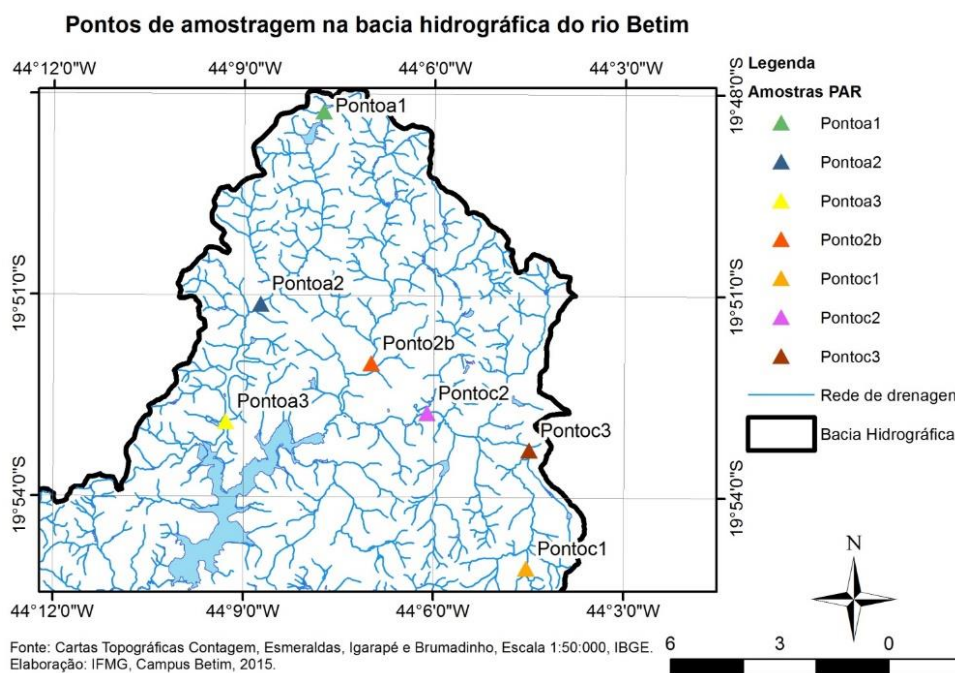 Pontos de amostragem na bacia hidrográfica do rio Betim
44°12'0"W 44°9'0"W 44°6'0"W 44°3'0"W
Legenda
Amostras PAR
Pontoa1
Pontoa2
Pontoa3
Ponto2b
Pontoc1
Pontoc2
Pontoc3
Rede de drenagem
Bacia Hidrográfica
19°48'0"S
19°51'0"S
19°51'0"S
19°54'0"S
19°54'0"S
Pontoa1
Pontoa2
Ponto2b
Pontoa3
Pontoc2
Pontoc3
Pontoc1
44°12'0"W 44°9'0"W 44°6'0"W 44°3'0"W
N
6 3 0
Fonte: Cartas Topográficas Contagem, Esmeraldas, Igarapé e Brumadinho, Escala 1:50:000, IBGE.
Elaboração: IFMG, Campus Betim, 2015.